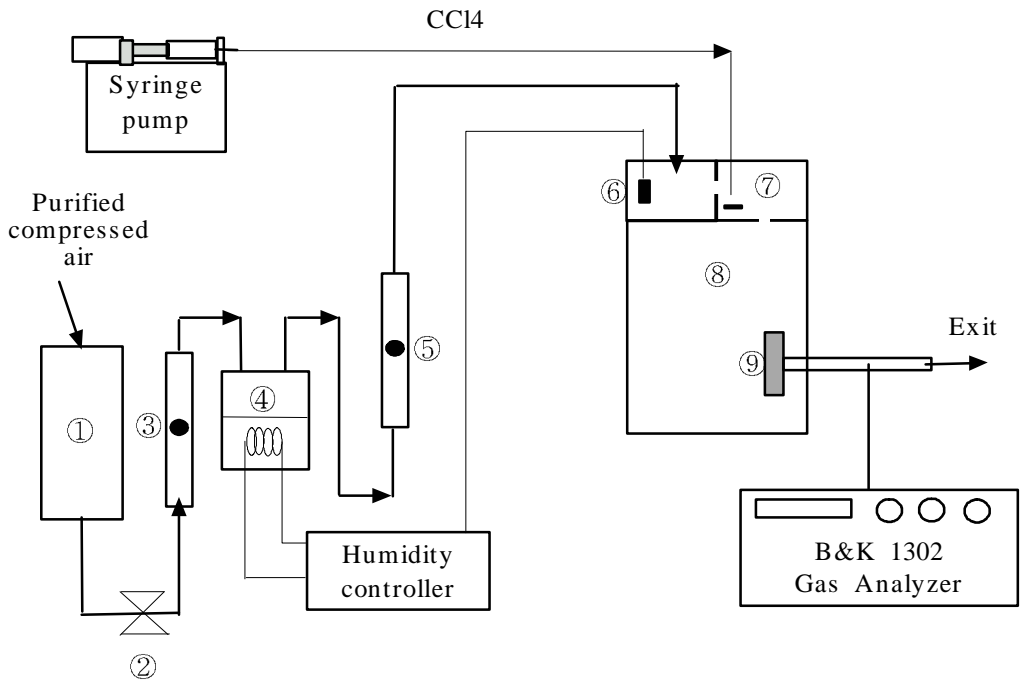 CCl4
Syringe
pump
Purified
compressed
air
①
②
③
④
⑤
⑥
⑦
⑧
⑨
Exit
Humidity
controller
B&K 1302
Gas Analyzer